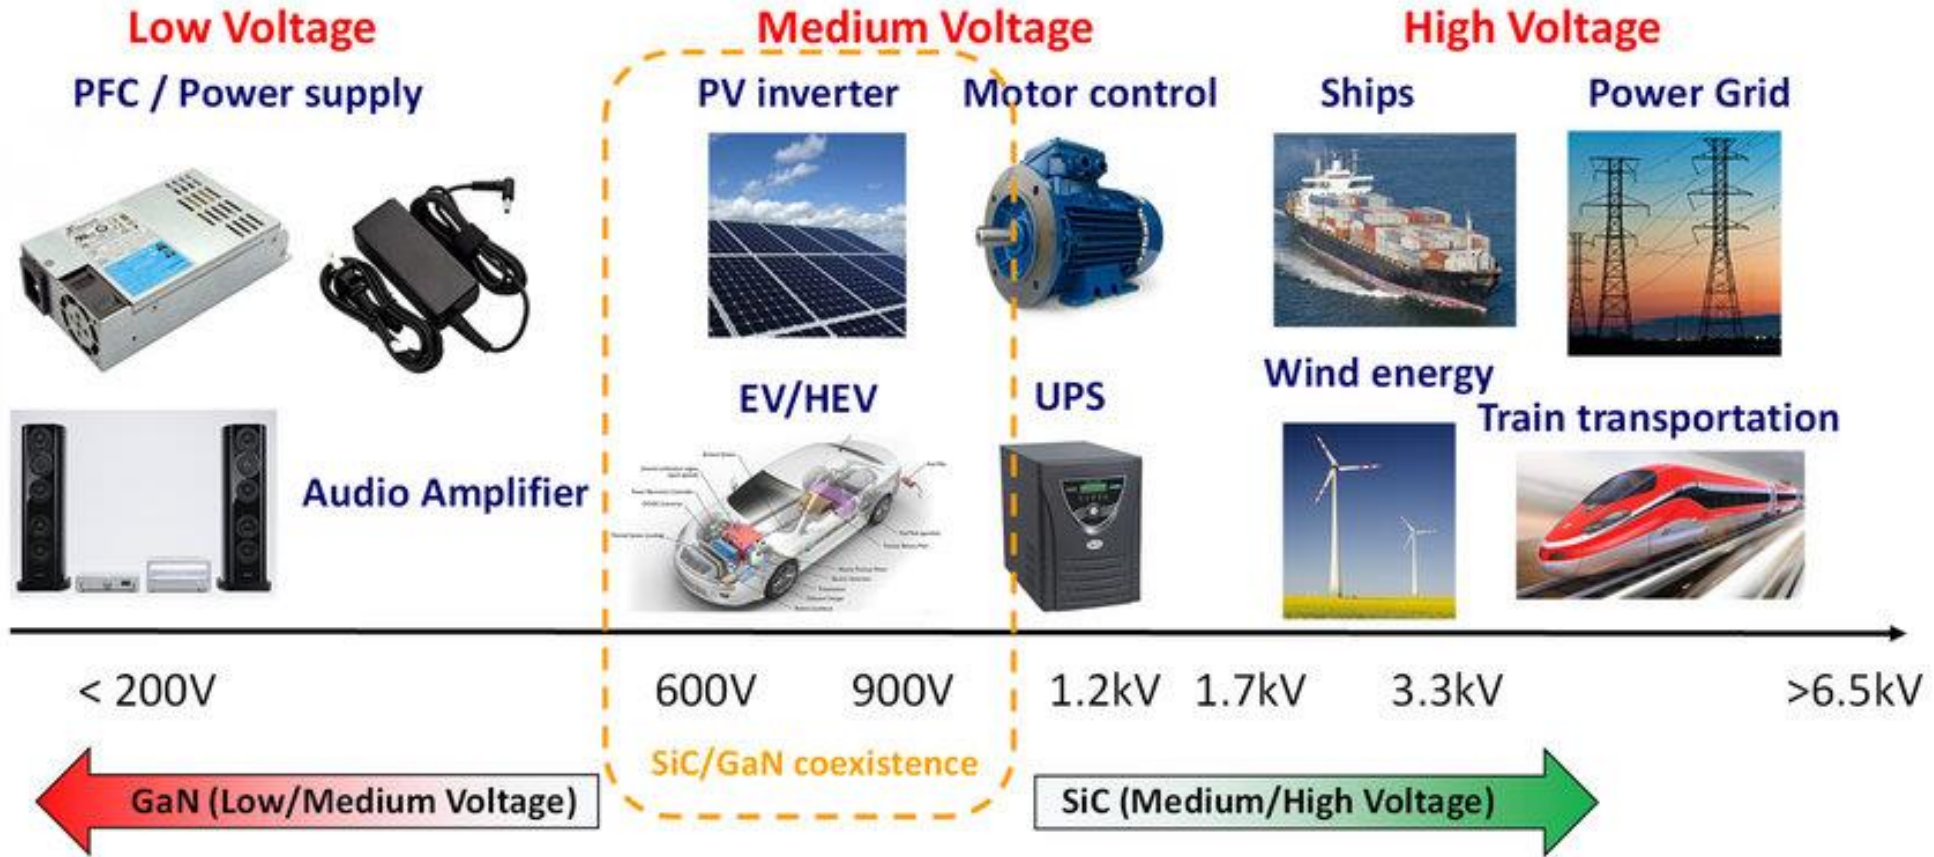 Low Voltage
Medium Voltage
High Voltage
PFC / Power supply
PV inverter
Motor control
Ships
Power Grid
EV/HEV
UPS
Wind energy
Train transportation
Audio Amplifier
< 200V
600V
900V
1.2kV
1.7kV
3.3kV
>6.5kV
SiC/GaN coexistence
GaN (Low/Medium Voltage)
SiC (Medium/High Voltage)